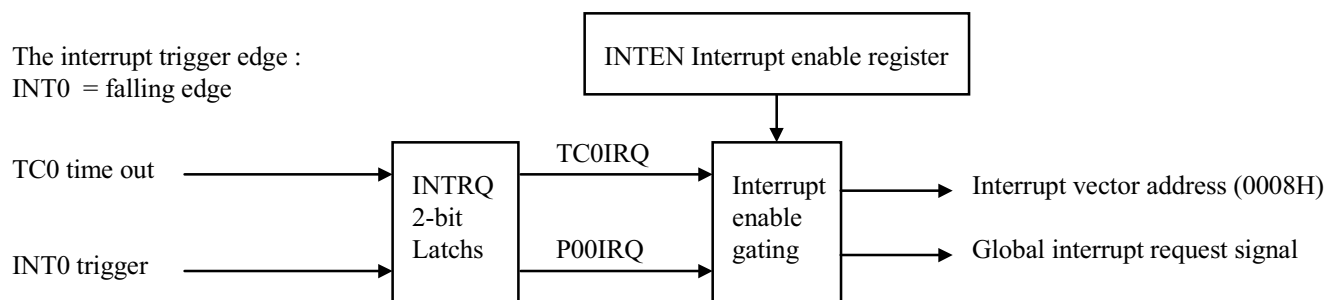 The interrupt trigger edge :
INT0 = falling edge
INTEN Interrupt enable register
TC0 time out
INT0 trigger
INTRQ
2-bit
Latchs
TC0IRQ
P00IRQ
Interrupt
enable
gating
Interrupt vector address (0008H)
Global interrupt request signal